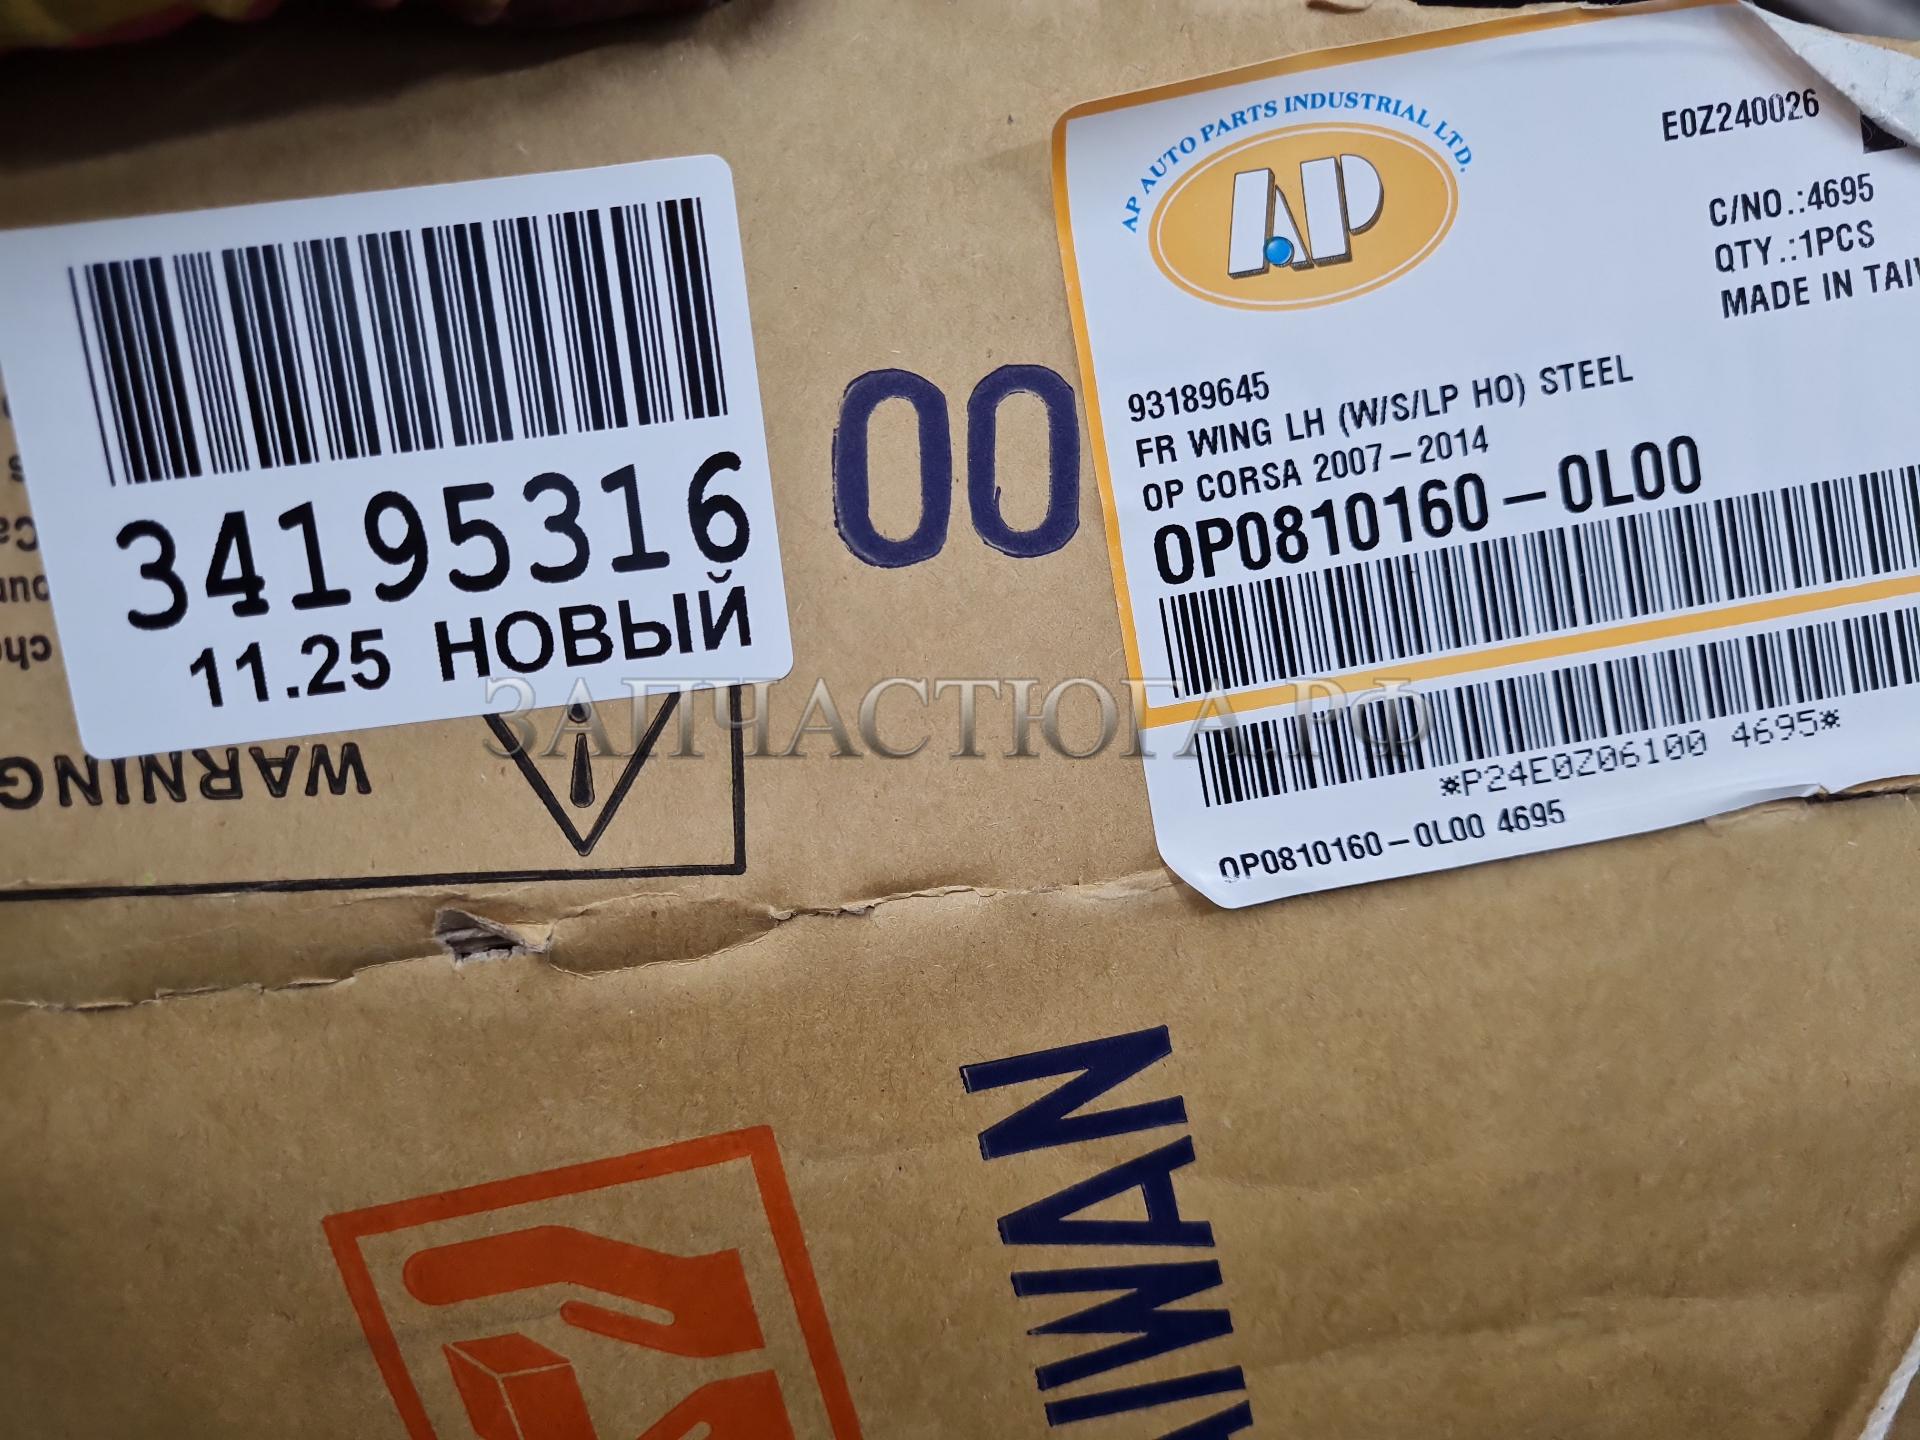 34195316
11.25 НОВЫЙ
WARNING
00
AP AUTO PARTS INDUSTRIAL LTD.
AP
E0Z240026
C/NO.:4695
QTY.:1PCS
MADE IN
93189645
FR WING LH (W/S/LP HO) STEEL
OP CORSA 2007-2014
OP0810160-0L00
*P24E0Z06100 4695*
OP0810160-0L00 4695
ЗАПЧАСТЮГА.РФ